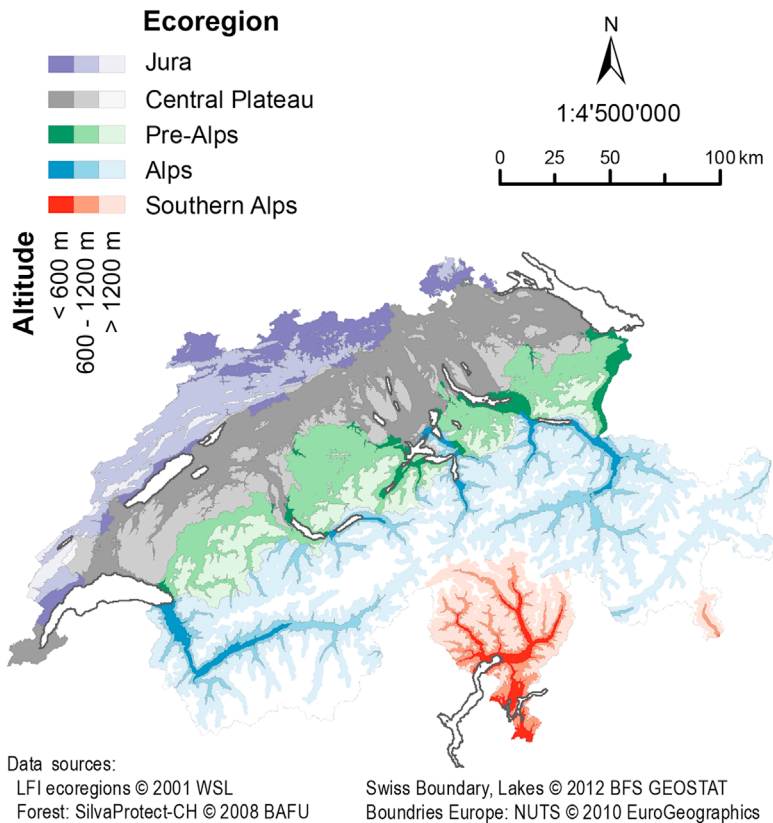 Ecoregion
Jura
Central Plateau
Pre-Alps
Alps
Southern Alps
Altitude
< 600 m
600 - 1200 m
> 1200 m
N
1:4'500'000
0 25 50 100 km
Data sources:
LFI ecoregions © 2001 WSL
Forest: SilvaProtect-CH © 2008 BAFU
Swiss Boundary, Lakes © 2012 BFS GEOSTAT
Boundries Europe: NUTS © 2010 EuroGeographics